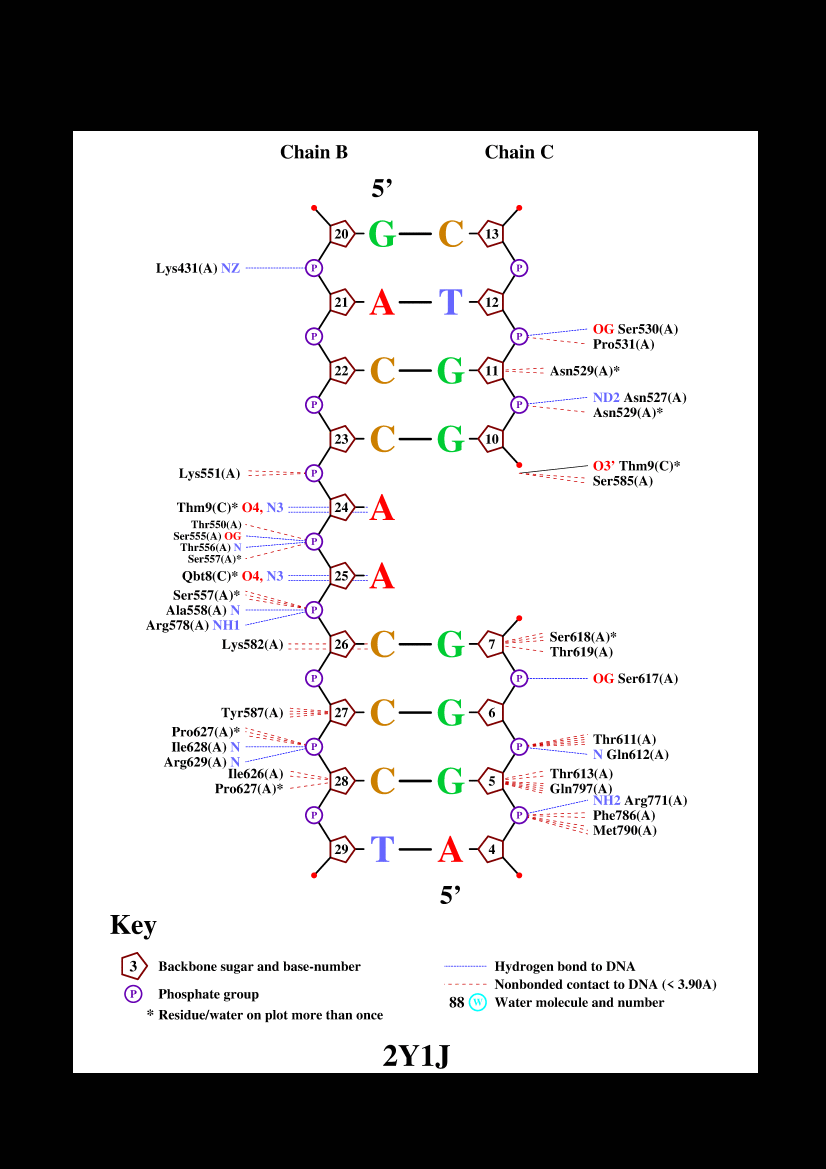 Chain B Chain C
5’
20 G C 13
Lys431(A) NZ P P
21 A T 12
P P OG Ser530(A)
Pro531(A)
22 C G 11 Asn529(A)*
P P ND2 Asn527(A)
Asn529(A)*
23 C G 10
Lys551(A) P O3’ Thm9(C)*
Ser585(A)
Thm9(C)* O4, N3 24 A
Thr550(A)
Ser555(A) OG P
Thr556(A) N
Ser557(A)*
Qbt8(C)* O4, N3 25 A
Ser557(A)*
Ala558(A) N P
Arg578(A) NH1
Lys582(A) 26 C G 7 Ser618(A)*
Thr619(A)
P P OG Ser617(A)
Tyr587(A) 27 C G 6
Pro627(A)*
Ile628(A) N P P Thr611(A)
Arg629(A) N N Gln612(A)
Ile626(A) 28 C G 5 Thr613(A)
Pro627(A)* Gln797(A)
NH2 Arg771(A)
P P Phe786(A)
Met790(A)
29 T A 4
5’
Key
3 Backbone sugar and base-number
P Phosphate group
* Residue/water on plot more than once
Hydrogen bond to DNA
Nonbonded contact to DNA (< 3.90A)
88 W Water molecule and number
2Y1J